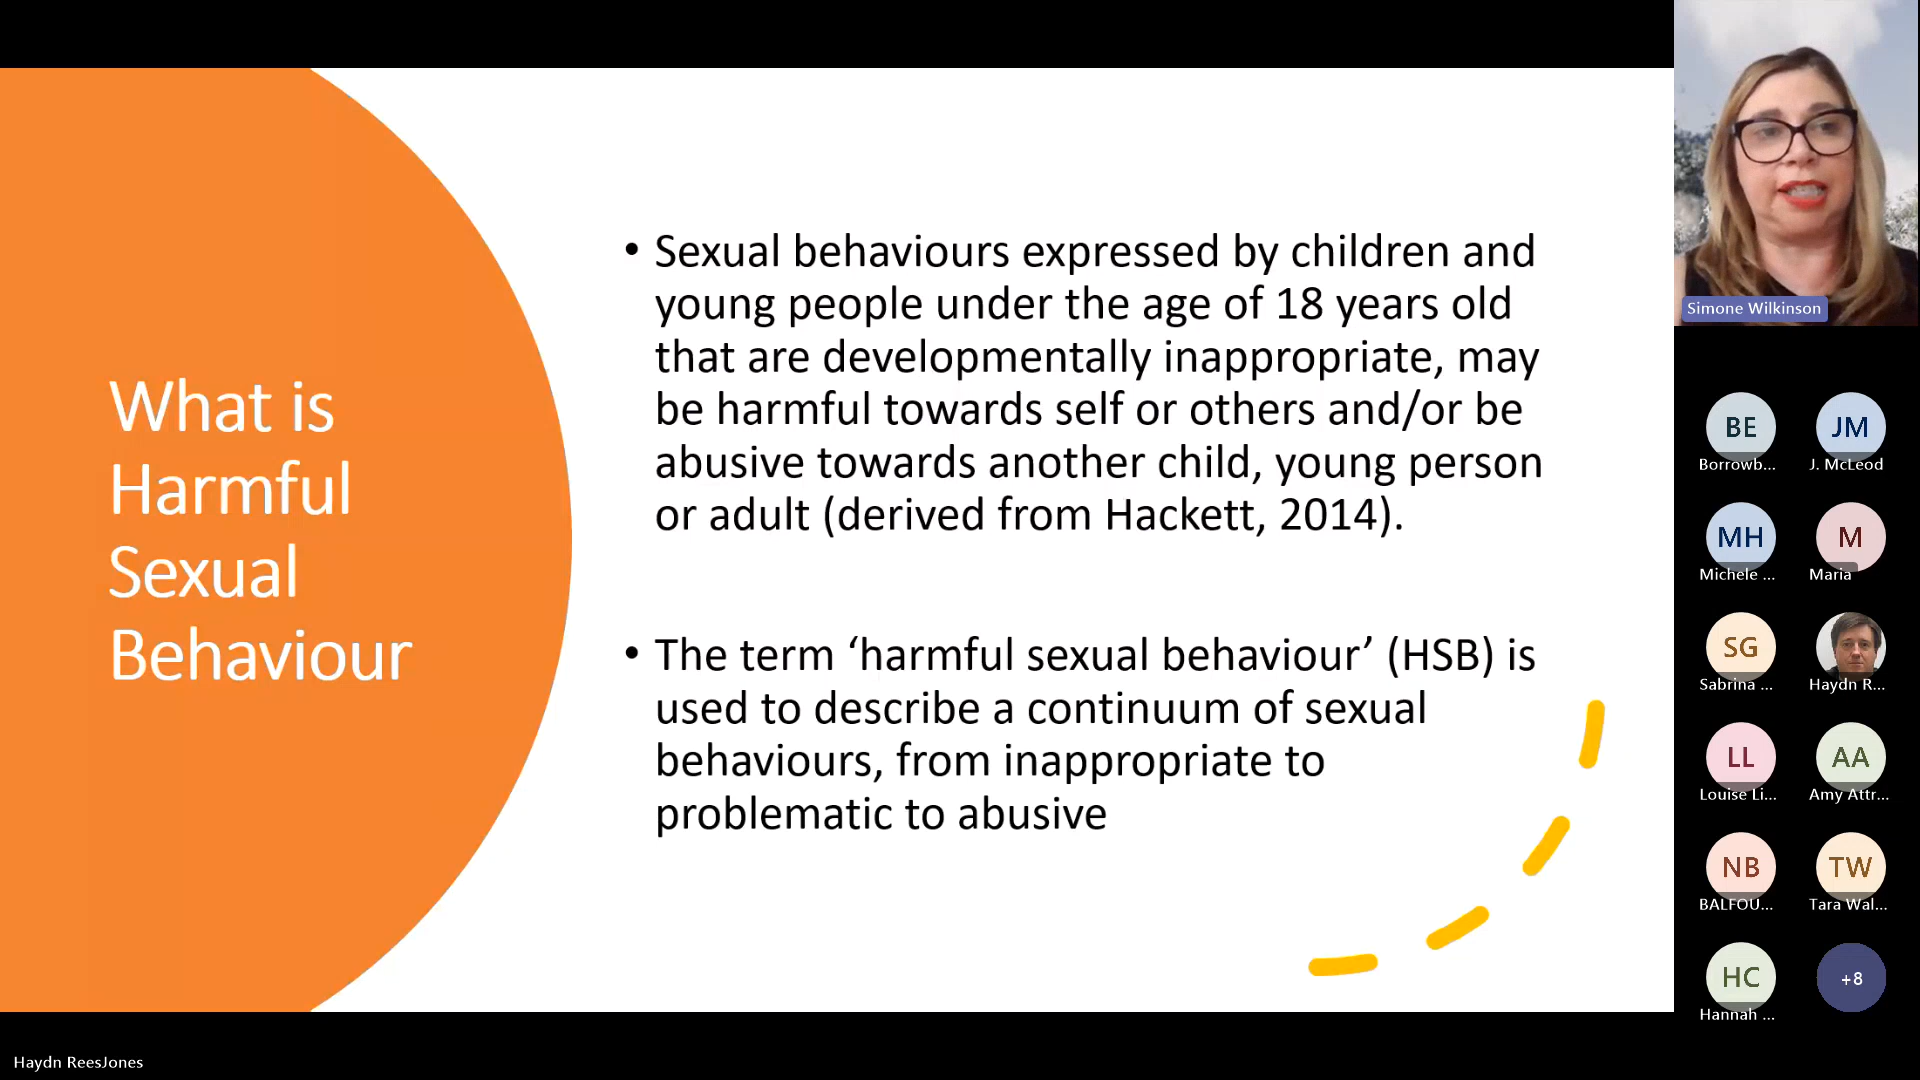 What is
Harmful
Sexual
Behaviour
• Sexual behaviours expressed by children and
young people under the age of 18 years old
that are developmentally inappropriate, may
be harmful towards self or others and/or be
abusive towards another child, young person
or adult (derived from Hackett, 2014).
• The term ‘harmful sexual behaviour’ (HSB) is
used to describe a continuum of sexual
behaviours, from inappropriate to
problematic to abusive
Simone Wilkinson
BE
JM
Borrowb...
J. McLeod
MH
M
Michele ...
Maria
SG
Sabrina ...
Haydn R...
LL
AA
Louise Li...
Amy Attr...
NB
TW
BALFOU...
Tara Wal...
HC
+8
Hannah ...
Haydn ReesJones